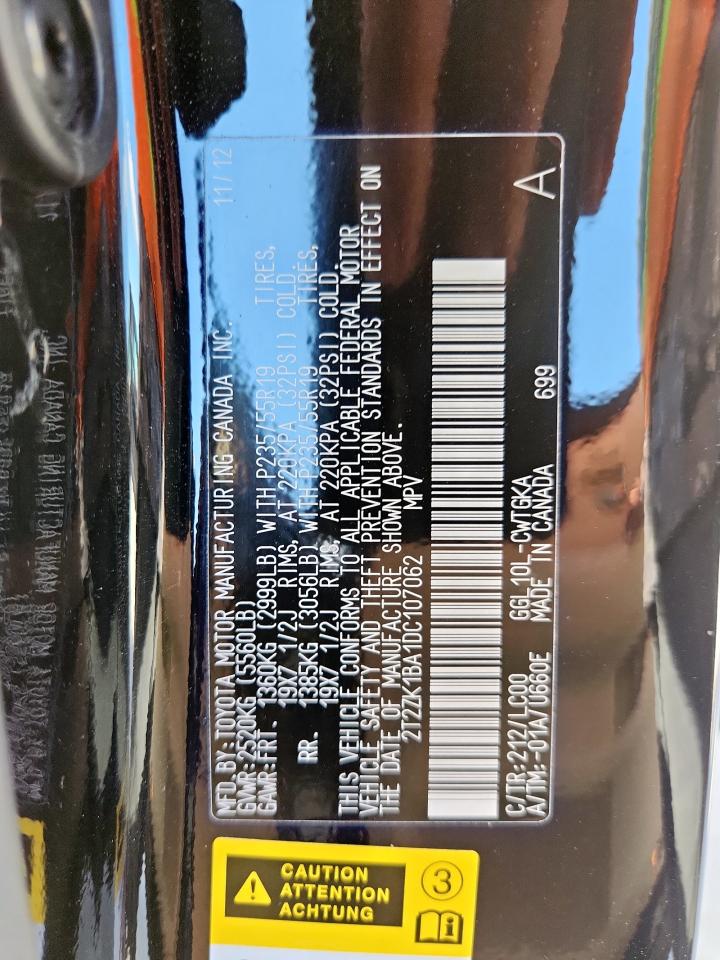 MFD. BY: TOYOTA MOTOR MANUFACTURING CANADA INC. 11/12
GVWR: 2520KG (5560LB)
GAWR: FRT. 1360KG (2999LB) WITH P235/55R19 TIRES,
19X7 1/2J RIMS, AT 220KPA (32PSI) COLD.
RR. 1385KG (3056LB) WITH P235/55R19 TIRES,
19X7 1/2J RIMS, AT 220KPA (32PSI) COLD.
THIS VEHICLE CONFORMS TO ALL APPLICABLE FEDERAL MOTOR
VEHICLE SAFETY AND THEFT PREVENTION STANDARDS IN EFFECT ON
THE DATE OF MANUFACTURE SHOWN ABOVE.
2T2ZK1BA1DC107062 MPV
C/TR:212/LC00 GGL10L-CWTGKA A
A/TM:-01A/U660E MADE IN CANADA 699
CAUTION
ATTENTION
ACHTUNG
3